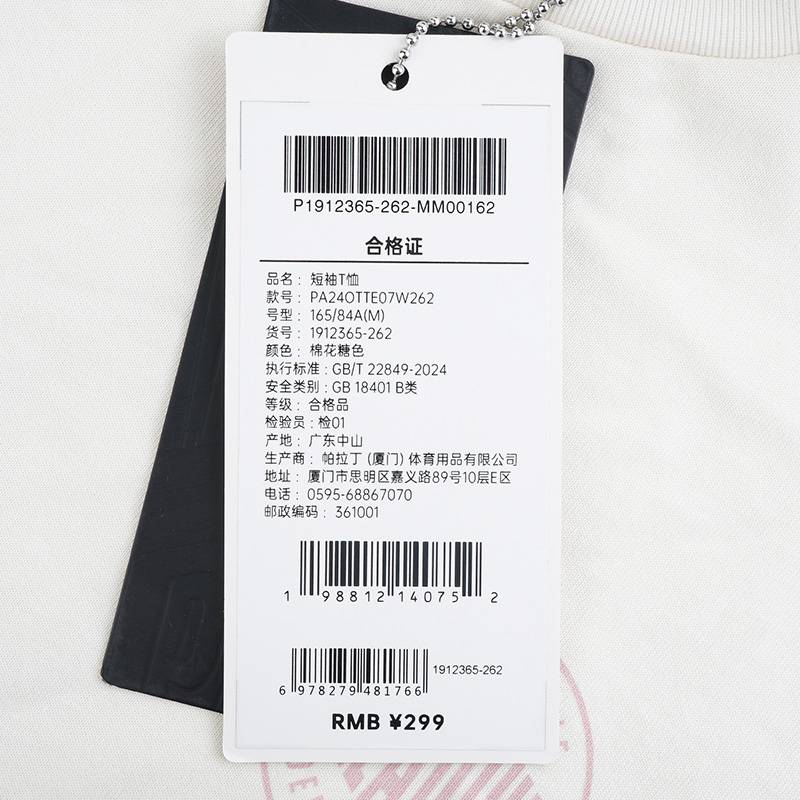 P1912365-262-MM00162
合格证
品名：短袖T恤
款号：PA24OTTE07W262
号型：165/84A(M)
货号：1912365-262
颜色：棉花糖色
执行标准：GB/T 22849-2024
安全类别：GB 18401 B类
等级：合格品
检验员：检01
产地：广东中山
生产商：帕拉丁 (厦门) 体育用品有限公司
地址：厦门市思明区嘉义路89号10层E区
电话：0595-68867070
邮政编码：361001
1 98812 14075 2
1912365-262
6 978279 481766
RMB ¥299